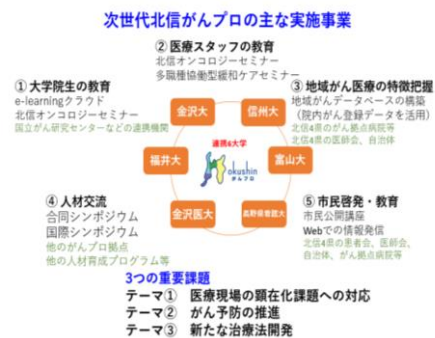 次世代北信がんプロの主な実施事業
② 医療スタッフの教育
北信オンコロジーセミナー
多職種協働型緩和ケアセミナー
① 大学院生の教育
e-learningクラウド
北信オンコロジーセミナー
国立がん研究センターなどの連携機関
③ 地域がん医療の特徴把握
地域がんデータベースの構築
（院内がん登録データを活用）
北信4県のがん拠点病院等
北信4県の医師会、自治体
金沢大
信州大
連携6大学
福井大
okushin
がんプロ
富山大
金沢医大
長野県看護大
④ 人材交流
合同シンポジウム
国際シンポジウム
他のがんプロ拠点
他の人材育成プログラム等
⑤ 市民啓発・教育
市民公開講座
Webでの情報発信
北信4県の患者会、医師会、
自治体、がん拠点病院等
3つの重要課題
テーマ① 医療現場の顕在化課題への対応
テーマ② がん予防の推進
テーマ③ 新たな治療法開発